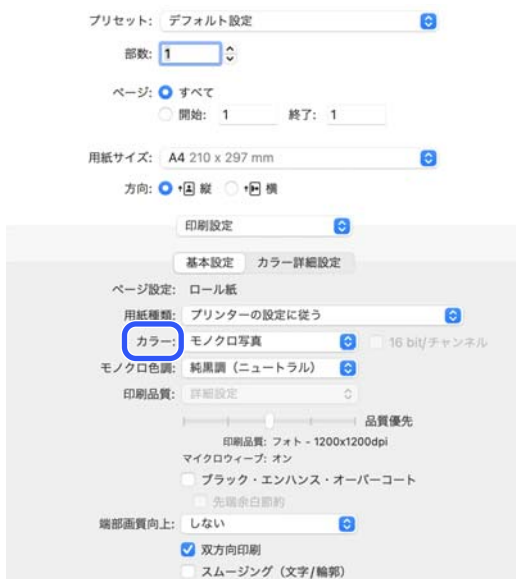 プリセット: デフォルト設定
部数: 1
ページ: すべて
開始: 1 終了: 1
用紙サイズ: A4 210 x 297 mm
方向: 縦 横
印刷設定
基本設定 カラー詳細設定
ページ設定: ロール紙
用紙種類: プリンターの設定に従う
カラー: モノクロ写真 16 bit/チャンネル
モノクロ色調: 純黒調（ニュートラル）
印刷品質: 詳細設定
品質優先
印刷品質: フォト - 1200x1200dpi
マイクロウィーブ: オン
ブラック・エンハンス・オーバーコート
先端余白節約
端部画質向上: しない
双方向印刷
スムージング（文字/輪郭）